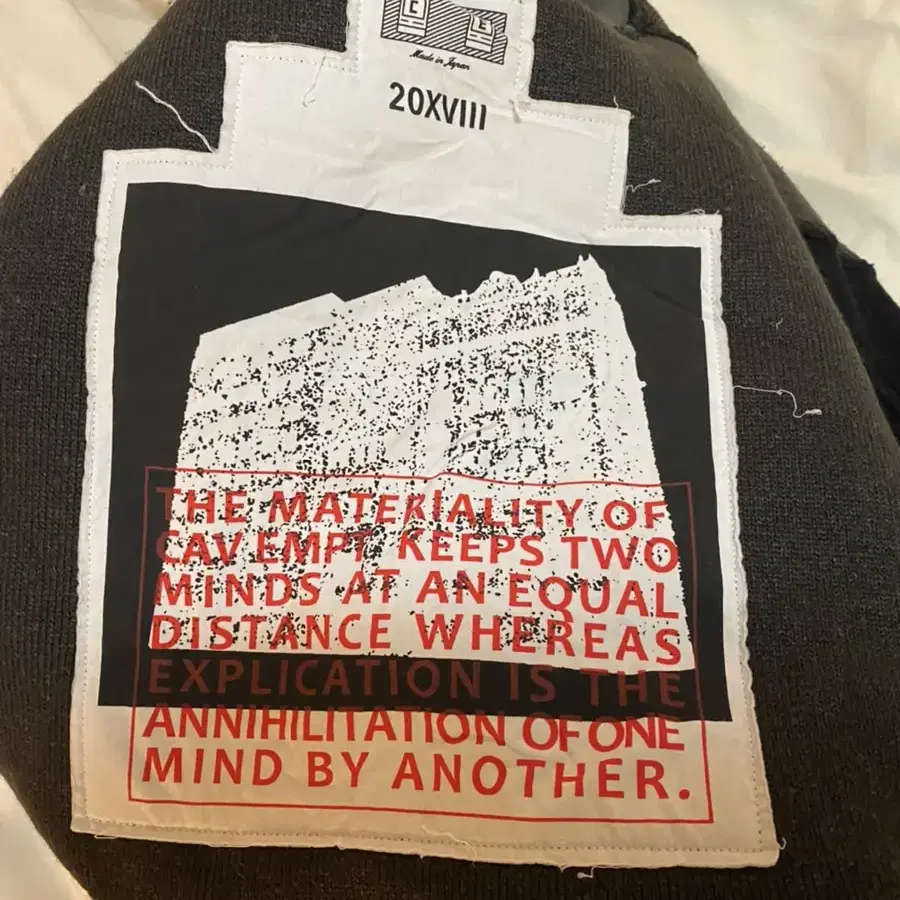 C
E
Made in Japan
20XVIII
THE MATERIALITY OF
CAV EMPT KEEPS TWO
MINDS AT AN EQUAL
DISTANCE WHEREAS
EXPLICATION IS THE
ANNIHILITATION OF ONE
MIND BY ANOTHER.